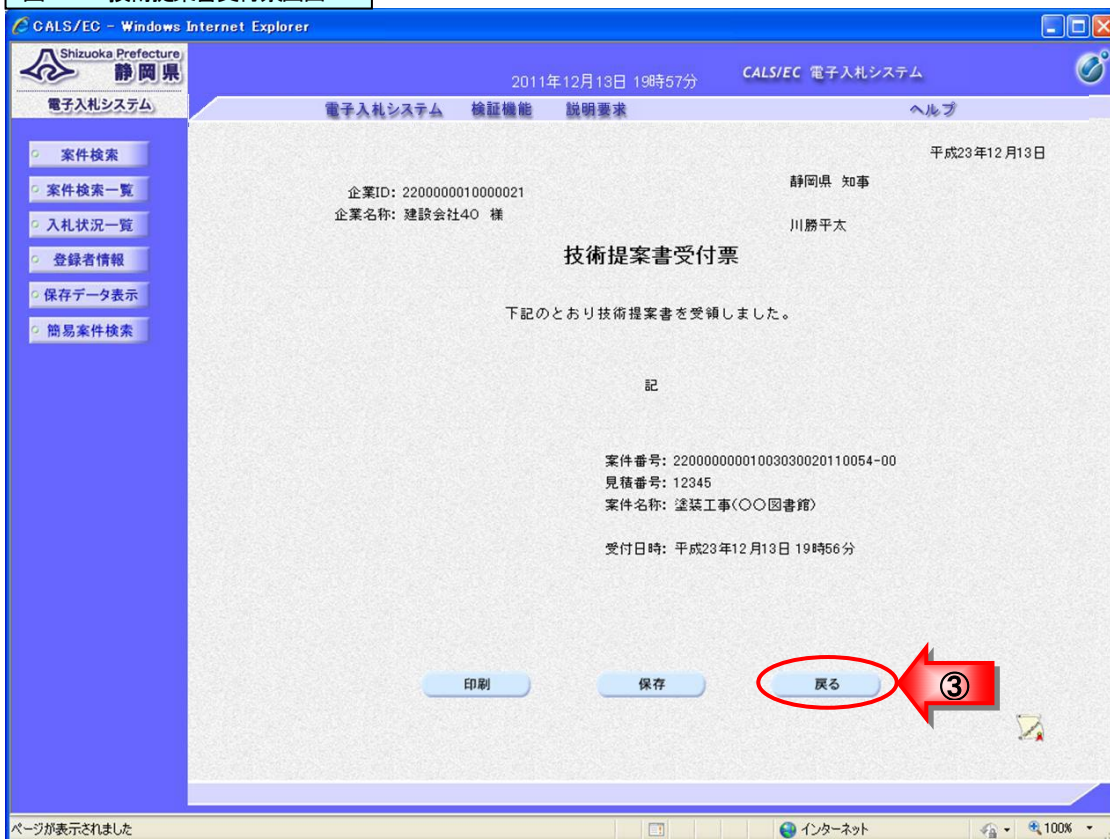 CALS/EC - Windows Internet Explorer
Shizuoka Prefecture
静岡県
2011年12月13日 19時57分
CALS/EC 電子入札システム
電子入札システム
電子入札システム 検証機能 説明要求 ヘルプ
案件検索
案件検索一覧
入札状況一覧
登録者情報
保存データ表示
簡易案件検索
平成23年12月13日
静岡県 知事
企業ID: 2200000010000021
企業名称: 建設会社40 様
川勝平太
技術提案書受付票
下記のとおり技術提案書を受領しました。
記
案件番号: 22000000001003030020110054-00
見積番号: 12345
案件名称: 塗装工事(〇〇図書館)
受付日時: 平成23年12月13日 19時56分
印刷 保存 戻る
③
ページが表示されました インターネット 100%